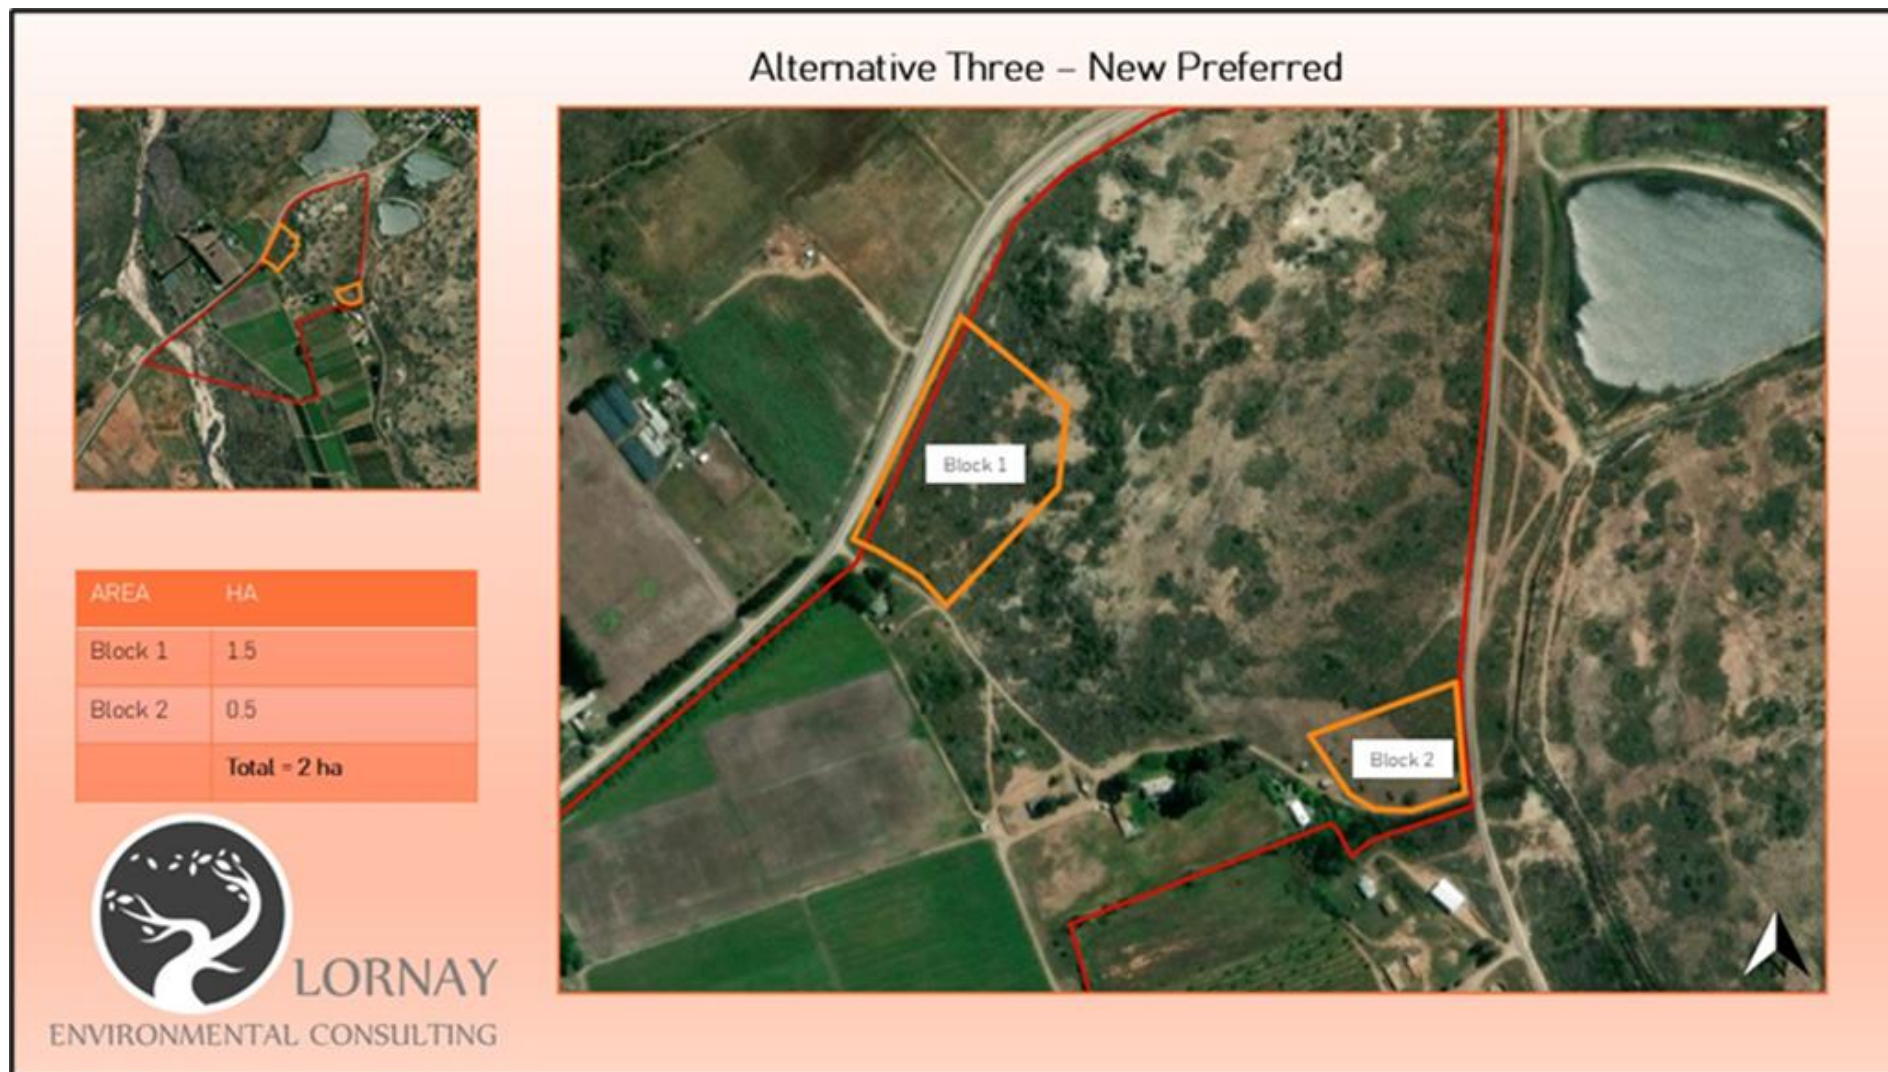 Alternative Three – New Preferred
Block 1
Block 2
AREA HA
Block 1 1.5
Block 2 0.5
Total = 2 ha
LORNAY
ENVIRONMENTAL CONSULTING
N